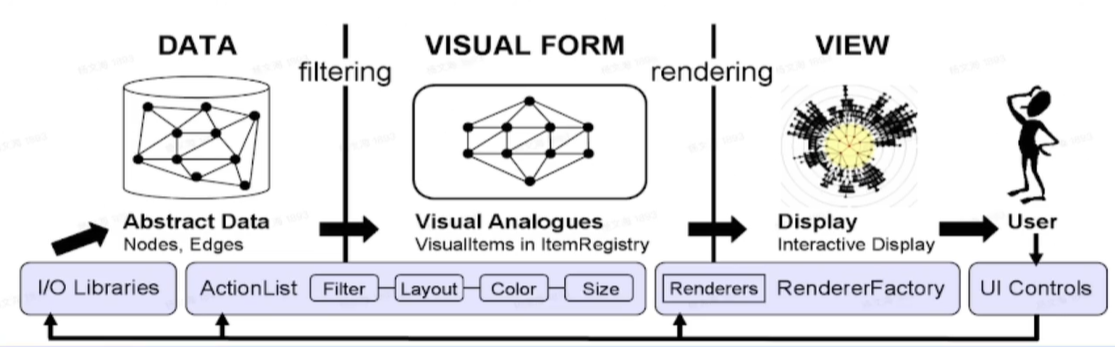 DATA
VISUAL FORM
VIEW
filtering
rendering
Abstract Data
Nodes, Edges
Visual Analogues
VisualItems in ItemRegistry
Display
Interactive Display
User
I/O Libraries
ActionList
Filter
Layout
Color
Size
Renderers
RendererFactory
UI Controls